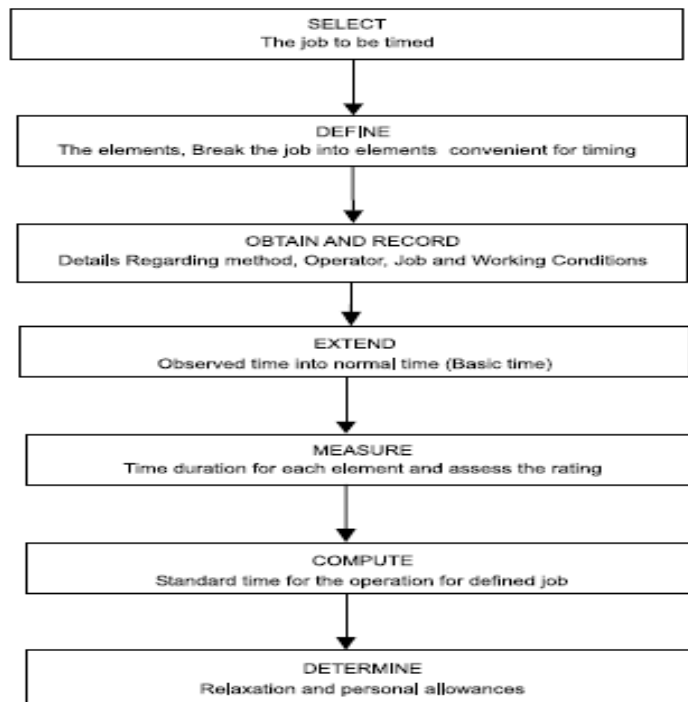 SELECT
The job to be timed
DEFINE
The elements, Break the job into elements convenient for timing
OBTAIN AND RECORD
Details Regarding method, Operator, Job and Working Conditions
EXTEND
Observed time into normal time (Basic time)
MEASURE
Time duration for each element and assess the rating
COMPUTE
Standard time for the operation for defined job
DETERMINE
Relaxation and personal allowances